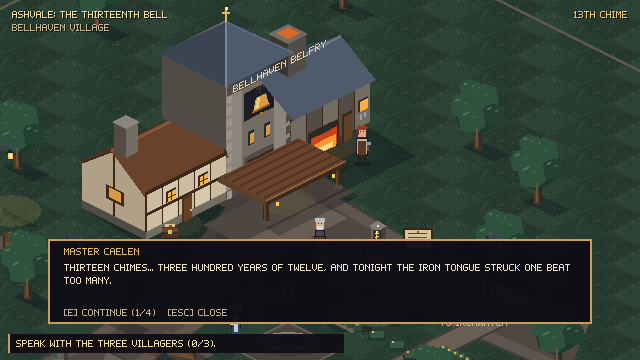 ASHVALE: THE THIRTEENTH BELL
BELLHAVEN VILLAGE
13TH CHIME
BELLHAVEN BELFRY
MASTER CAELEN
THIRTEEN CHIMES... THREE HUNDRED YEARS OF TWELVE, AND TONIGHT THE IRON TONGUE STRUCK ONE BEAT
TOO MANY.
[E] CONTINUE (1/4) [ESC] CLOSE
SPEAK WITH THE THREE VILLAGERS (0/3).